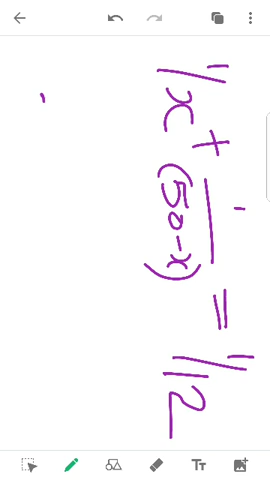 1/x + 1/(50-x) = 1/12